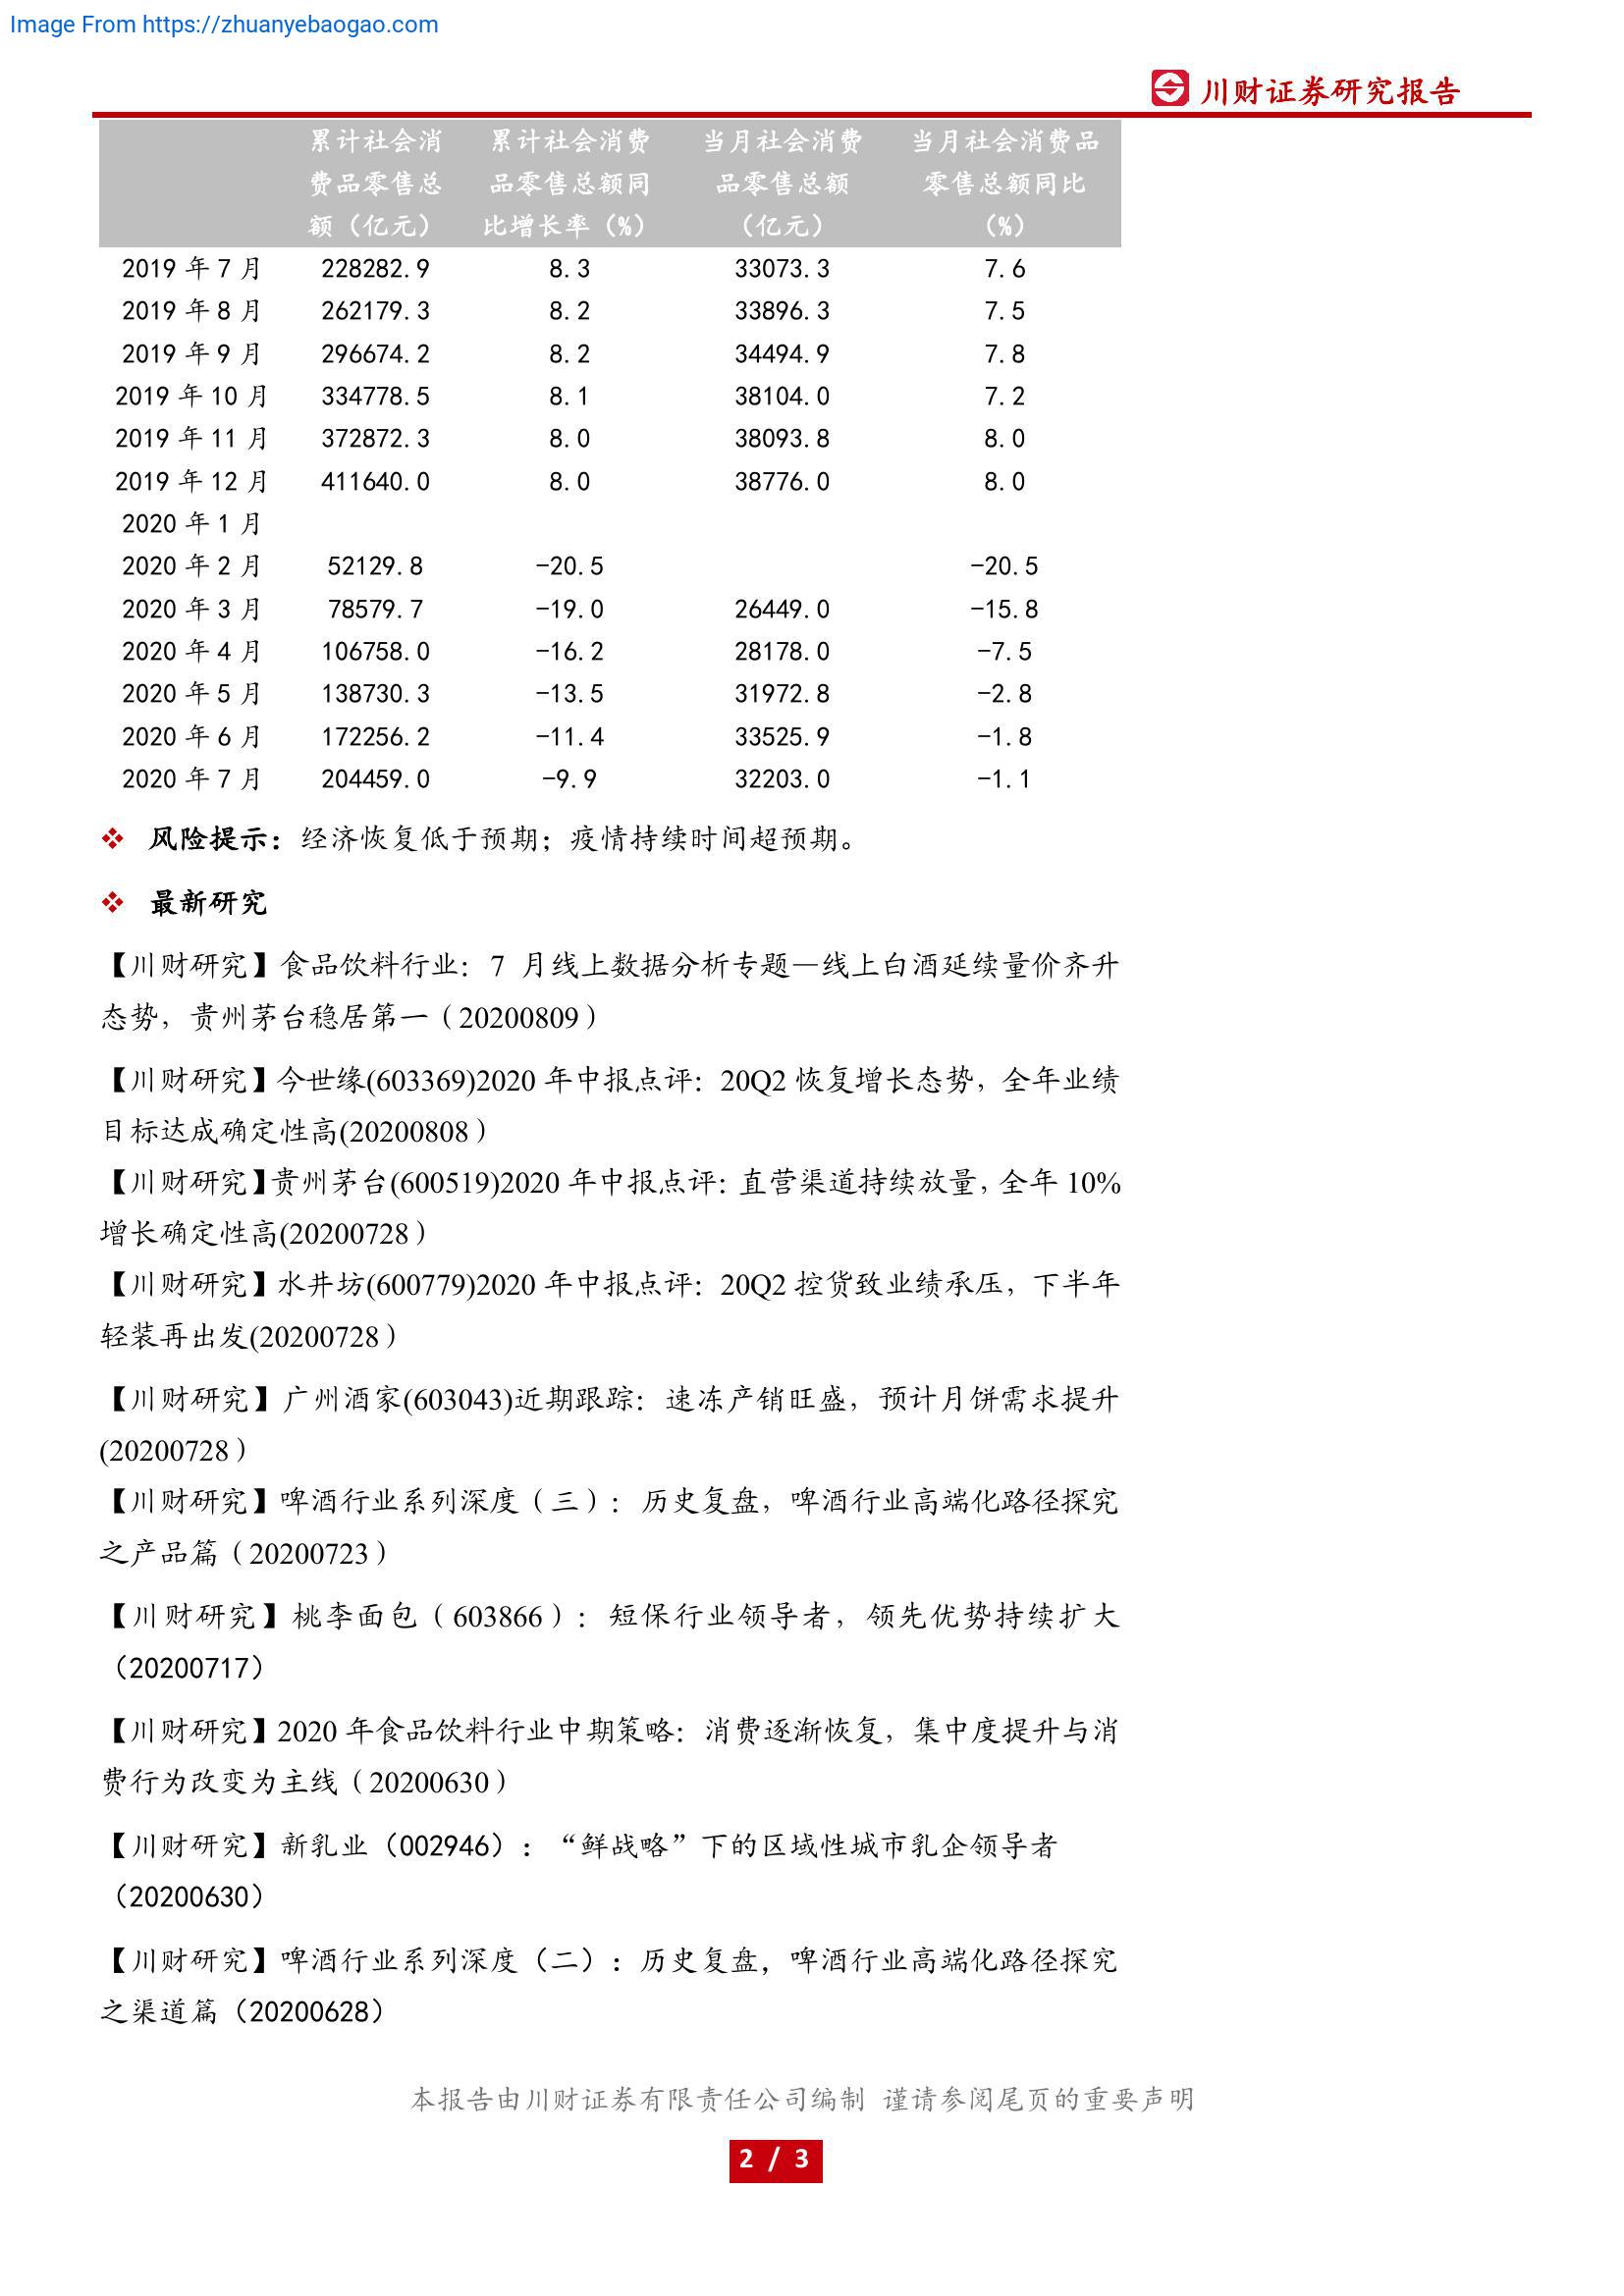 Image From https://zhuanyebaogao.com
川财证券研究报告
累计社会消 累计社会消费 当月社会消费 当月社会消费品
费品零售总 品零售总额同 品零售总额 零售总额同比
额（亿元） 比增长率（%） （亿元） （%）
2019 年 7 月 228282.9 8.3 33073.3 7.6
2019 年 8 月 262179.3 8.2 33896.3 7.5
2019 年 9 月 296674.2 8.2 34494.9 7.8
2019 年 10 月 334778.5 8.1 38104.0 7.2
2019 年 11 月 372872.3 8.0 38093.8 8.0
2019 年 12 月 411640.0 8.0 38776.0 8.0
2020 年 1 月
2020 年 2 月 52129.8 -20.5 -20.5
2020 年 3 月 78579.7 -19.0 26449.0 -15.8
2020 年 4 月 106758.0 -16.2 28178.0 -7.5
2020 年 5 月 138730.3 -13.5 31972.8 -2.8
2020 年 6 月 172256.2 -11.4 33525.9 -1.8
2020 年 7 月 204459.0 -9.9 32203.0 -1.1
❖ 风险提示：经济恢复低于预期；疫情持续时间超预期。
❖ 最新研究
【川财研究】食品饮料行业：7 月线上数据分析专题—线上白酒延续量价齐升
态势，贵州茅台稳居第一（20200809）
【川财研究】今世缘(603369)2020 年中报点评：20Q2 恢复增长态势，全年业绩
目标达成确定性高(20200808）
【川财研究】贵州茅台(600519)2020 年中报点评：直营渠道持续放量，全年 10%
增长确定性高(20200728）
【川财研究】水井坊(600779)2020 年中报点评：20Q2 控货致业绩承压，下半年
轻装再出发(20200728）
【川财研究】广州酒家(603043)近期跟踪：速冻产销旺盛，预计月饼需求提升
(20200728）
【川财研究】啤酒行业系列深度（三）：历史复盘，啤酒行业高端化路径探究
之产品篇（20200723）
【川财研究】桃李面包（603866）：短保行业领导者，领先优势持续扩大
（20200717）
【川财研究】2020 年食品饮料行业中期策略：消费逐渐恢复，集中度提升与消
费行为改变为主线（20200630）
【川财研究】新乳业（002946）：“鲜战略”下的区域性城市乳企领导者
（20200630）
【川财研究】啤酒行业系列深度（二）：历史复盘，啤酒行业高端化路径探究
之渠道篇（20200628）
本报告由川财证券有限责任公司编制 谨请参阅尾页的重要声明
2 / 3